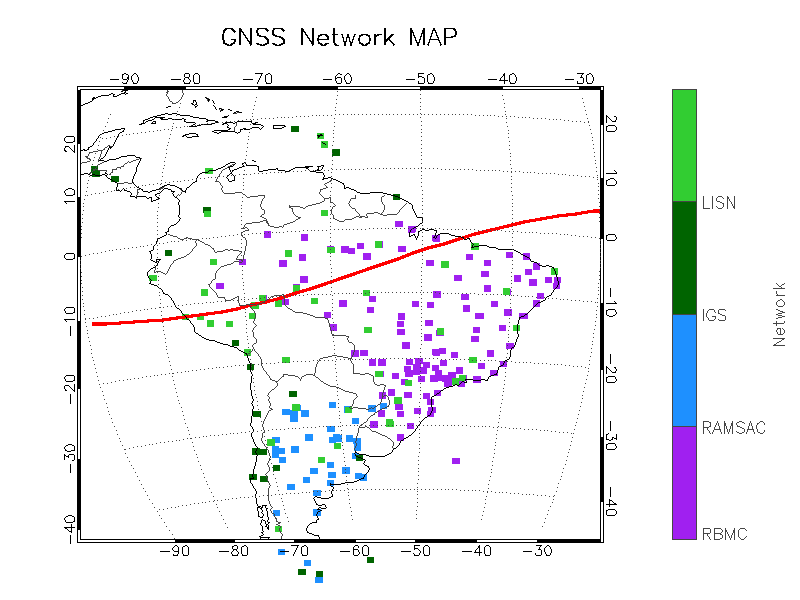 GNSS Network MAP
−90 −80 −70 −60 −50 −40 −30
20 20
10 10
0 0
−10 −10
−20 −20
−30 −30
−40 −40
−90 −80 −70 −60 −50 −40 −30
LISN
IGS
RAMSAC
RBMC
Network